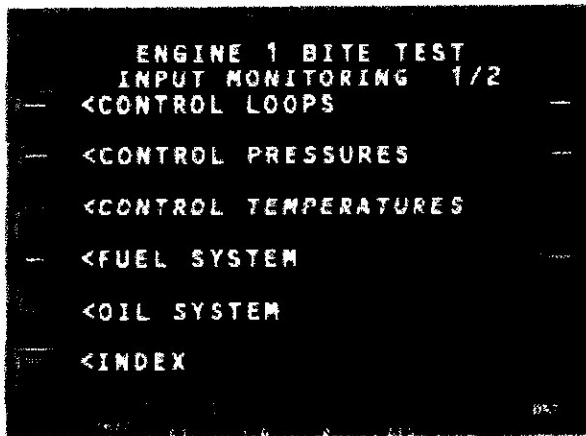 ENGINE 1 BITE TEST
INPUT MONITORING 1/2
<CONTROL LOOPS
<CONTROL PRESSURES
<CONTROL TEMPERATURES
<FUEL SYSTEM
<OIL SYSTEM
<INDEX